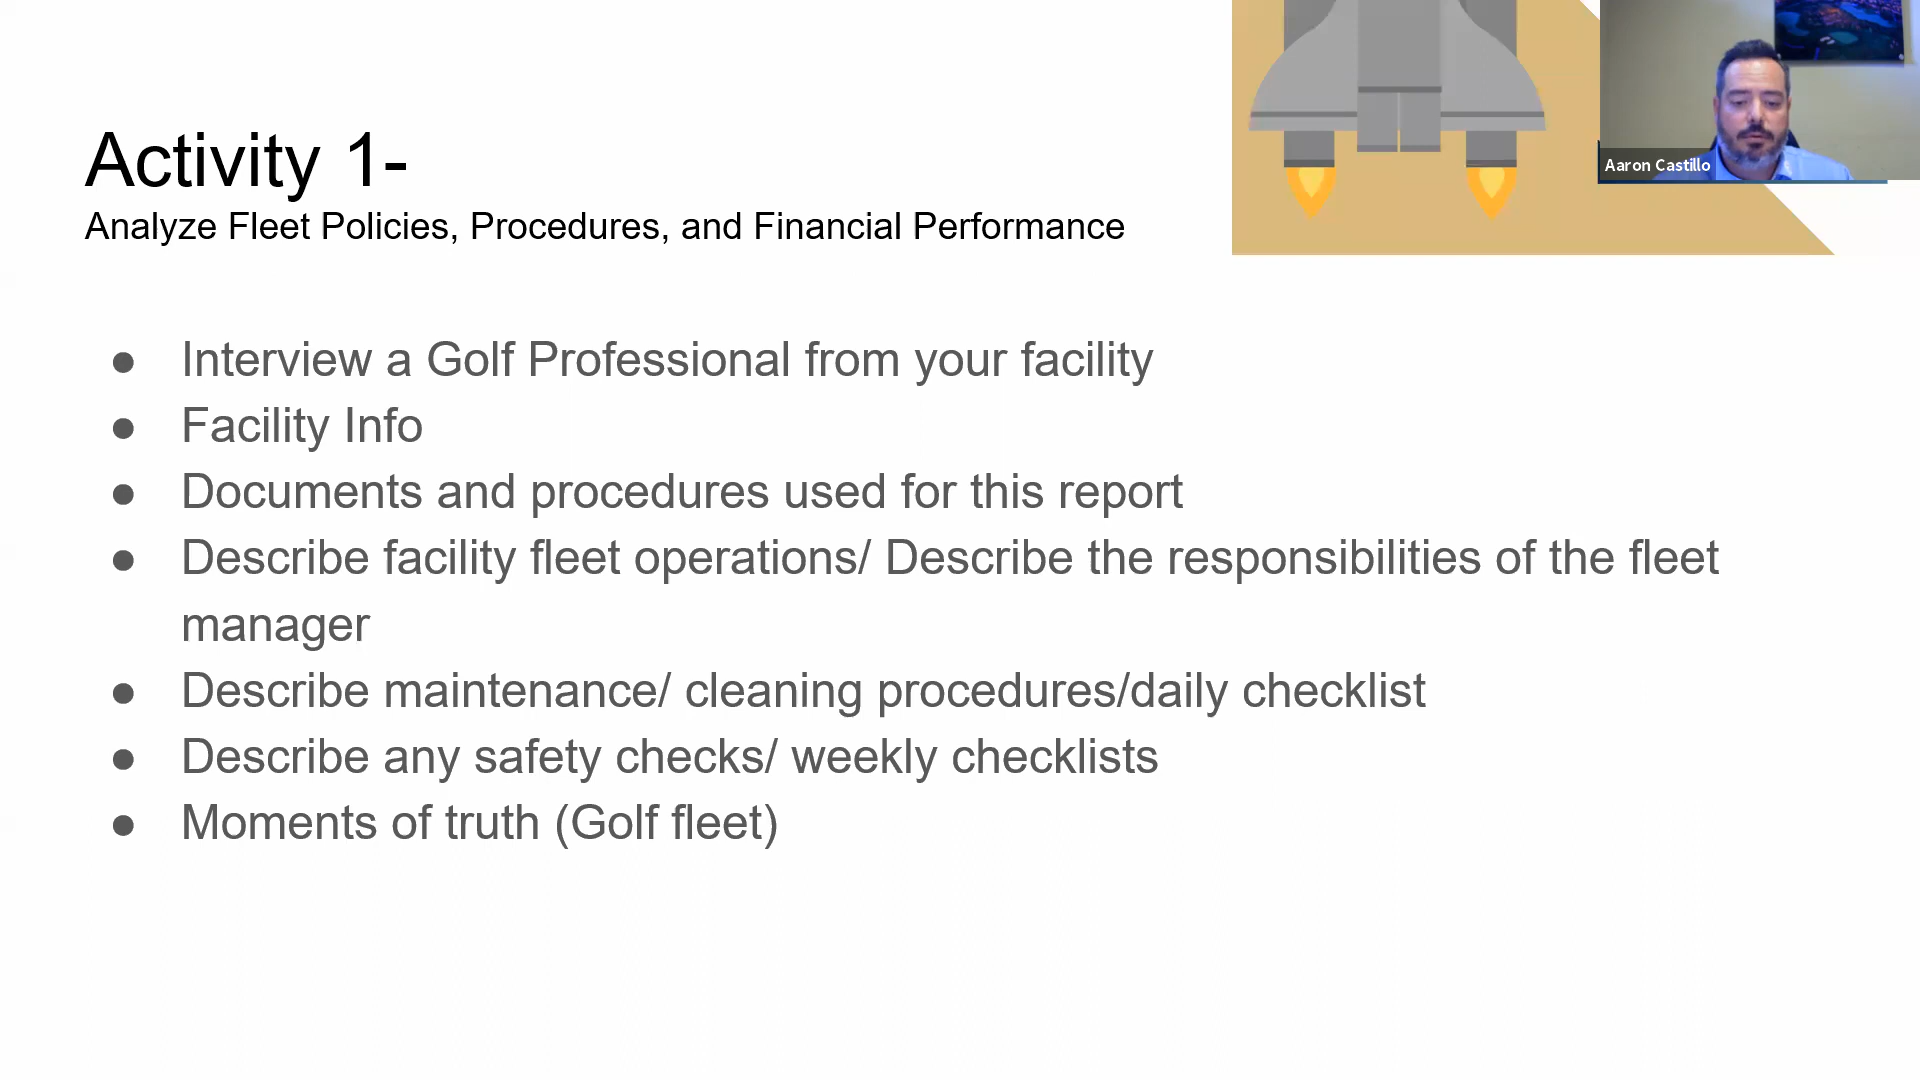 Activity 1-
Analyze Fleet Policies, Procedures, and Financial Performance
Aaron Castillo
● Interview a Golf Professional from your facility
● Facility Info
● Documents and procedures used for this report
● Describe facility fleet operations/ Describe the responsibilities of the fleet
manager
● Describe maintenance/ cleaning procedures/daily checklist
● Describe any safety checks/ weekly checklists
● Moments of truth (Golf fleet)